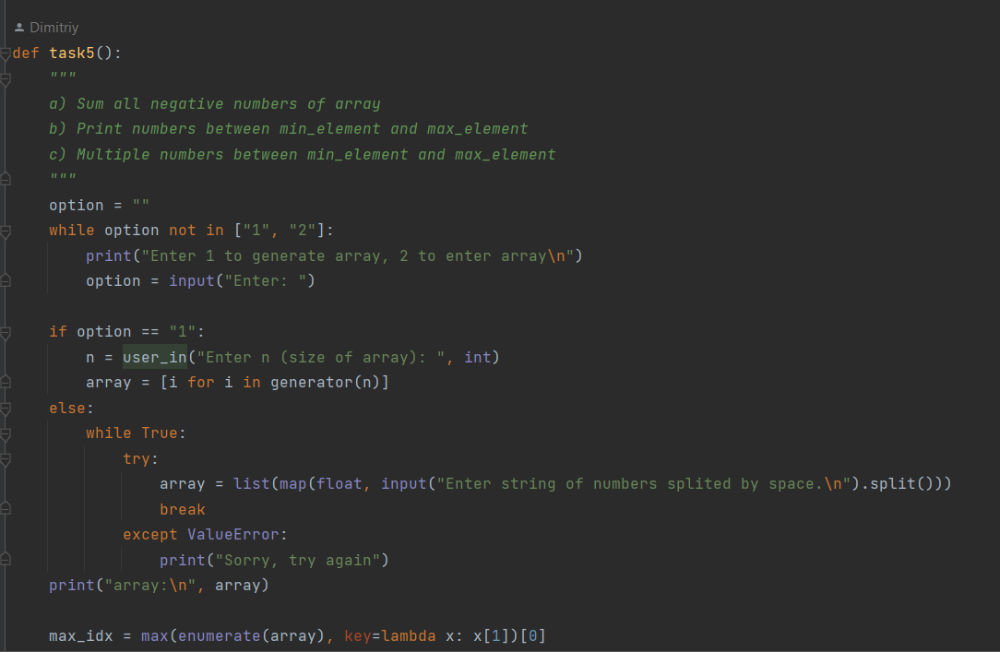 Dimitriy
def task5():
    """
    a) Sum all negative numbers of array
    b) Print numbers between min_element and max_element
    c) Multiple numbers between min_element and max_element
    """
    option = ""
    while option not in ["1", "2"]:
        print("Enter 1 to generate array, 2 to enter array\n")
        option = input("Enter: ")

    if option == "1":
        n = user_in("Enter n (size of array): ", int)
        array = [i for i in generator(n)]
    else:
        while True:
            try:
                array = list(map(float, input("Enter string of numbers splited by space.\n").split()))
                break
            except ValueError:
                print("Sorry, try again")
    print("array:\n", array)

    max_idx = max(enumerate(array), key=lambda x: x[1])[0]